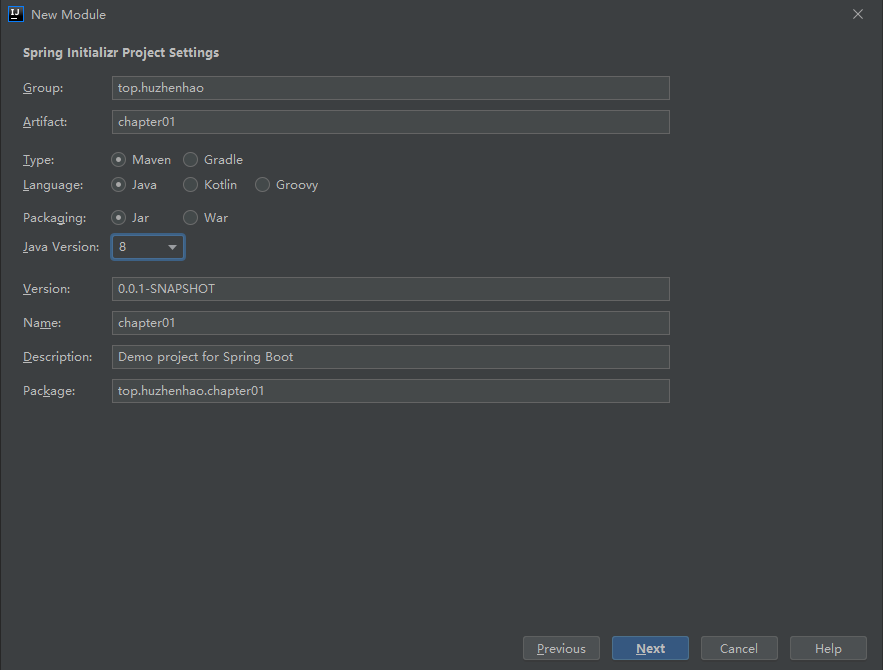 New Module
Spring Initializr Project Settings
Group: top.huzhenhao
Artifact: chapter01
Type: Maven Gradle
Language: Java Kotlin Groovy
Packaging: Jar War
Java Version: 8
Version: 0.0.1-SNAPSHOT
Name: chapter01
Description: Demo project for Spring Boot
Package: top.huzhenhao.chapter01
Previous Next Cancel Help